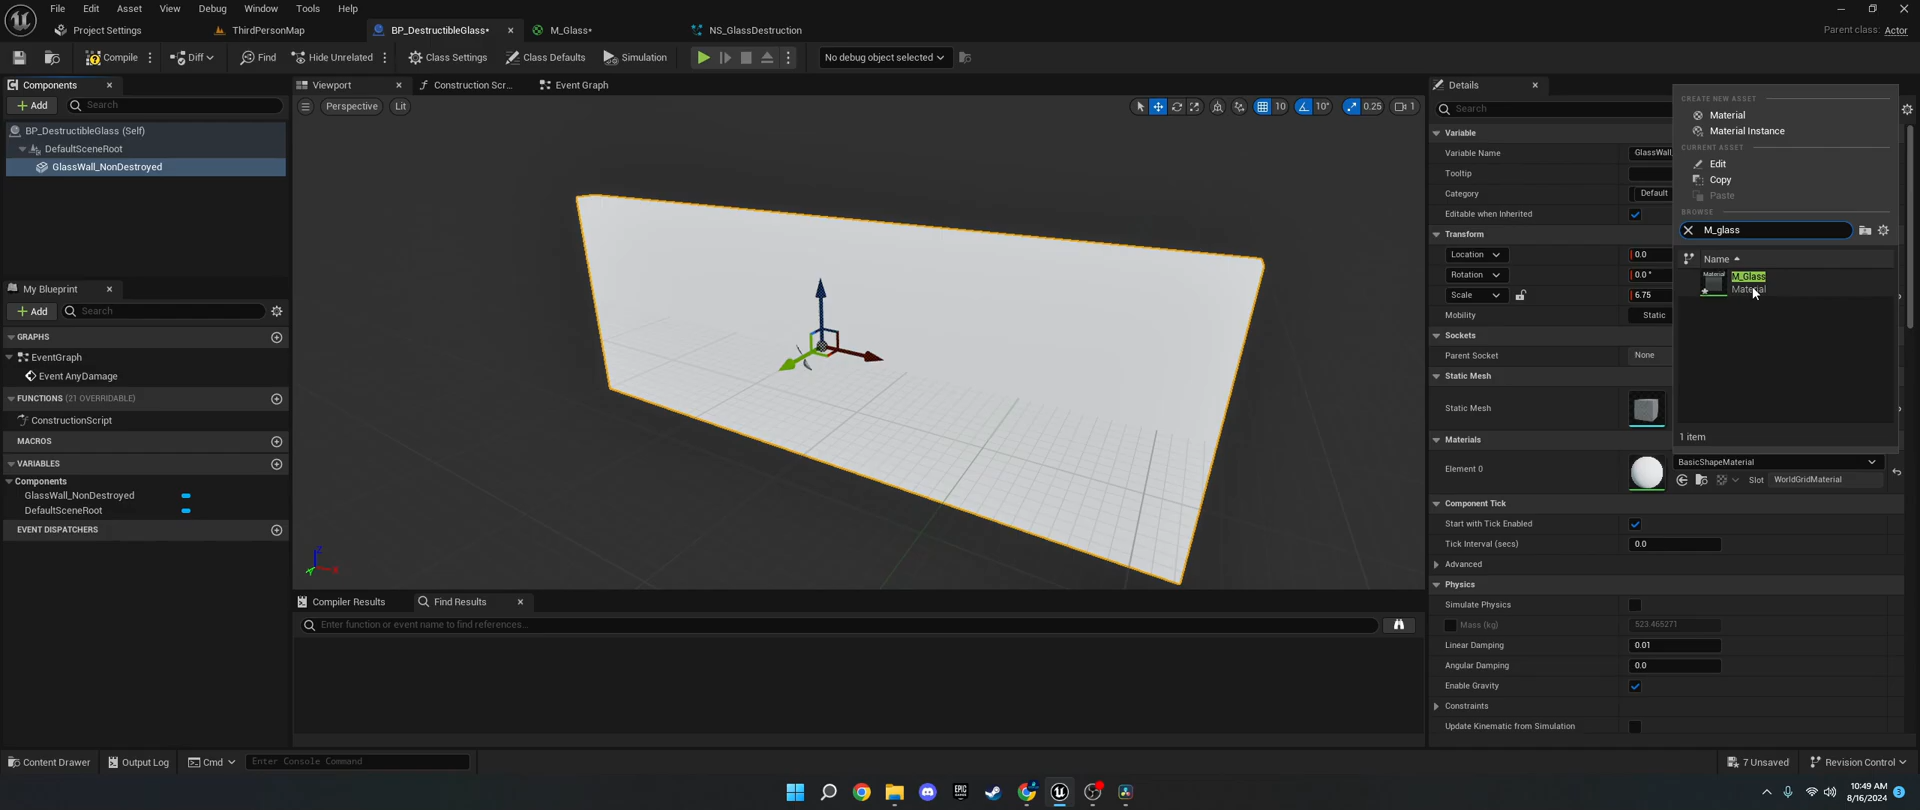 File Edit Asset View Debug Window Tools Help
Project Settings ThirdPersonMap BP_DestructibleGlass* M_Glass* NS_GlassDestruction
Parent class: Actor
Compile Diff Find Hide Unrelated Class Settings Class Defaults Simulation No debug object selected
Components Viewport Construction Scr... Event Graph Details
Add Search
Perspective Lit 10 10° 0.25 1
Search
BP_DestructibleGlass (Self)
DefaultSceneRoot
GlassWall_NonDestroyed
My Blueprint
Add Search
GRAPHS
EventGraph
Event AnyDamage
FUNCTIONS (21 OVERRIDABLE)
ConstructionScript
MACROS
VARIABLES
Components
GlassWall_NonDestroyed
DefaultSceneRoot
EVENT DISPATCHERS
Z
X
Y
Compiler Results Find Results
Enter function or event name to find references...
Variable
Variable Name GlassWall_
Tooltip
Category Default
Editable when Inherited
Transform
Location 0.0
Rotation 0.0 °
Scale 6.75
Mobility Static
Sockets
Parent Socket None
Static Mesh
Static Mesh
Materials
Element 0 BasicShapeMaterial
Slot WorldGridMaterial
Component Tick
Start with Tick Enabled
Tick Interval (secs) 0.0
Advanced
Physics
Simulate Physics
Mass (kg) 523.465271
Linear Damping 0.01
Angular Damping 0.0
Enable Gravity
Constraints
Update Kinematic from Simulation
CREATE NEW ASSET
Material
Material Instance
CURRENT ASSET
Edit
Copy
Paste
BROWSE
M_glass
Name
Material M_Glass
Material
1 item
Content Drawer Output Log Cmd Enter Console Command
7 Unsaved Revision Control
EPIC GAMES
10:49 AM
8/16/2024
3